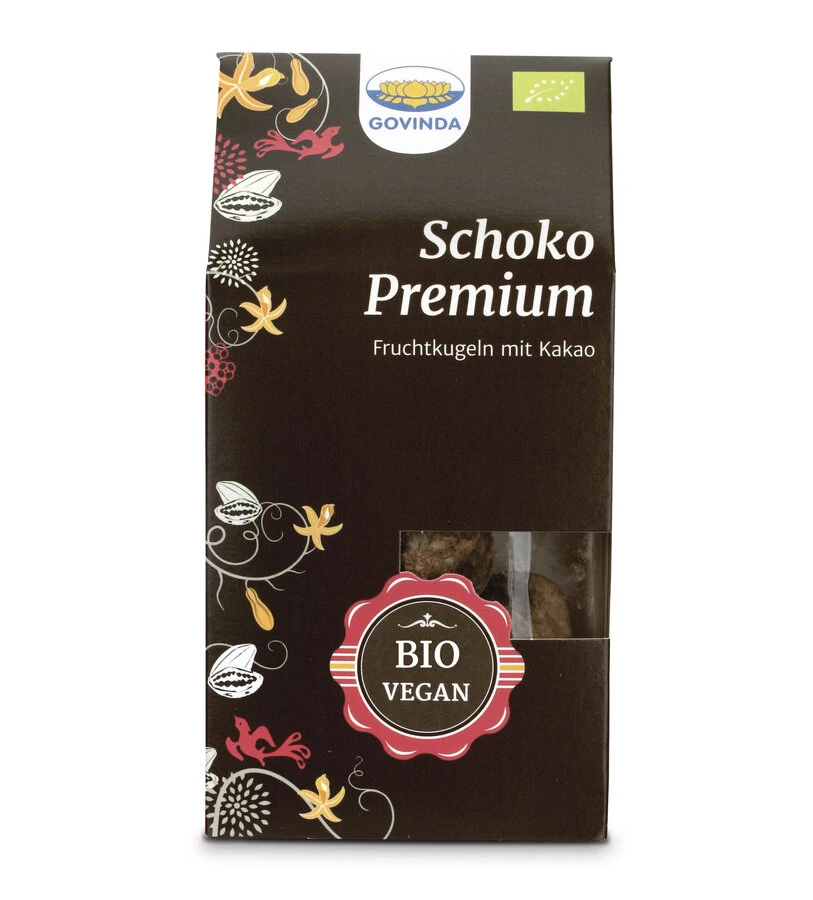 GOVINDA
Schoko
Premium
Fruchtkugeln mit Kakao
BIO
VEGAN